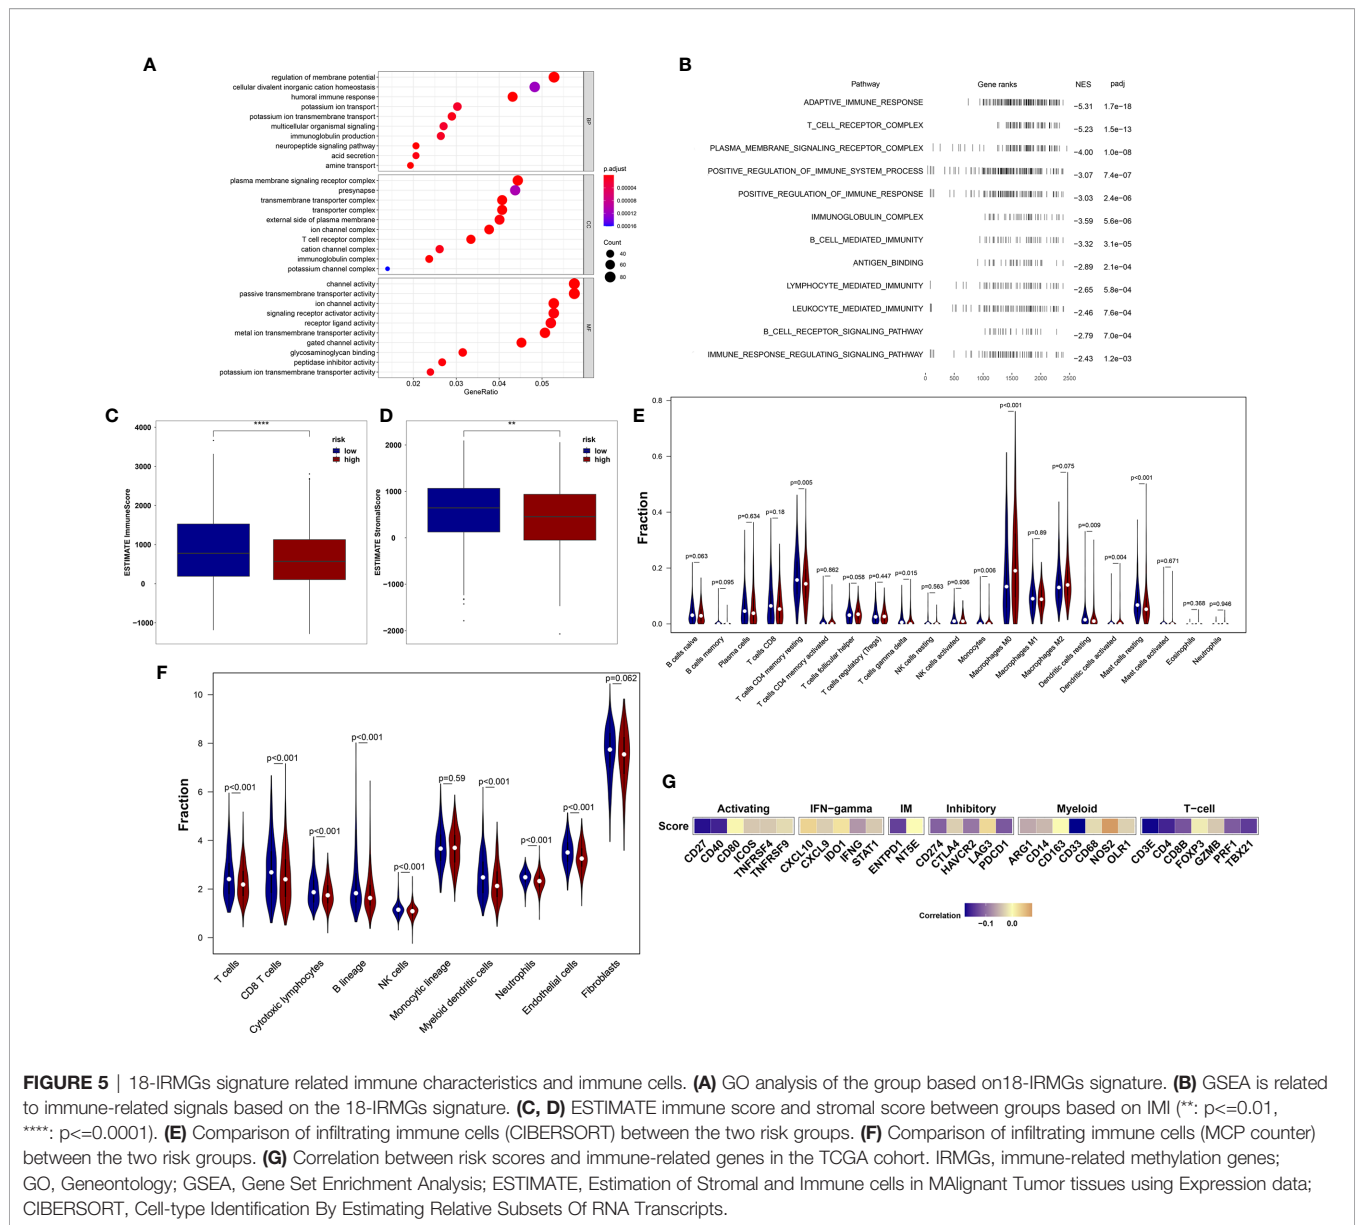 A
regulation of membrane potential
cellular divalent inorganic cation homeostasis
humoral immune response
potassium ion transport
potassium ion transmembrane transport
multicellular organismal signaling
immunoglobulin production
neuropeptide signaling pathway
acid secretion
amine transport
BP
plasma membrane signaling receptor complex
presynapse
transmembrane transporter complex
transporter complex
external side of plasma membrane
ion channel complex
T cell receptor complex
cation channel complex
immunoglobulin complex
potassium channel complex
CC
channel activity
passive transmembrane transporter activity
ion channel activity
signaling receptor activator activity
receptor ligand activity
metal ion transmembrane transporter activity
gated channel activity
glycosaminoglycan binding
peptidase inhibitor activity
potassium ion transmembrane transporter activity
MF
0.02 0.03 0.04 0.05
GeneRatio
p.adjust
0.00004
0.00008
0.00012
0.00016
Count
40
60
80
B
Pathway Gene ranks NES padj
ADAPTIVE_IMMUNE_RESPONSE −5.31 1.7e−18
T_CELL_RECEPTOR_COMPLEX −5.23 1.5e−13
PLASMA_MEMBRANE_SIGNALING_RECEPTOR_COMPLEX −4.00 1.0e−08
POSITIVE_REGULATION_OF_IMMUNE_SYSTEM_PROCESS −3.07 7.4e−07
POSITIVE_REGULATION_OF_IMMUNE_RESPONSE −3.03 2.4e−06
IMMUNOGLOBULIN_COMPLEX −3.59 5.6e−06
B_CELL_MEDIATED_IMMUNITY −3.32 3.1e−05
ANTIGEN_BINDING −2.89 2.1e−04
LYMPHOCYTE_MEDIATED_IMMUNITY −2.65 5.8e−04
LEUKOCYTE_MEDIATED_IMMUNITY −2.46 7.6e−04
B_CELL_RECEPTOR_SIGNALING_PATHWAY −2.79 7.0e−04
IMMUNE_RESPONSE_REGULATING_SIGNALING_PATHWAY −2.43 1.2e−03
0 500 1000 1500 2000 2500
C
ESTIMATE ImmuneScore
4000
3000
2000
1000
0
−1000
****
risk
low
high
D
ESTIMATE StromalScore
2000
1000
0
−1000
−2000
**
risk
low
high
E
Fraction
0.8
0.6
0.4
0.2
0.0
p=0.063
p=0.095
p=0.634
p=0.18
p=0.005
p=0.862
p=0.058
p=0.447
p=0.015
p=0.563
p=0.936
p=0.006
p<0.001
p=0.89
p=0.075
p=0.009
p=0.004
p<0.001
p=0.671
p=0.368
p=0.946
B cells naive
B cells memory
Plasma cells
T cells CD8
T cells CD4 memory resting
T cells CD4 memory activated
T cells follicular helper
T cells regulatory (Tregs)
T cells gamma delta
NK cells resting
NK cells activated
Monocytes
Macrophages M0
Macrophages M1
Macrophages M2
Dendritic cells resting
Dendritic cells activated
Mast cells resting
Mast cells activated
Eosinophils
Neutrophils
F
Fraction
10
8
6
4
2
0
p<0.001
p<0.001
p<0.001
p<0.001
p<0.001
p=0.59
p<0.001
p<0.001
p<0.001
p=0.062
T cells
CD8 T cells
Cytotoxic lymphocytes
B lineage
NK cells
Monocytic lineage
Myeloid dendritic cells
Neutrophils
Endothelial cells
Fibroblasts
G
Activating IFN−gamma IM Inhibitory Myeloid T−cell
Score
CD27 CD40 CD80 ICOS TNFRSF4 TNFRSF9 CXCL10 CXCL9 IDO1 IFNG STAT1 ENTPD1 NT5E CD274 CTLA4 HAVCR2 LAG3 PDCD1 ARG1 CD14 CD163 CD33 CD68 NOS2 OLR1 CD3E CD4 CD8B FOXP3 GZMB PRF1 TBX21
Correlation
−0.1 0.0
FIGURE 5 | 18-IRMGs signature related immune characteristics and immune cells. (A) GO analysis of the group based on18-IRMGs signature. (B) GSEA is related
to immune-related signals based on the 18-IRMGs signature. (C, D) ESTIMATE immune score and stromal score between groups based on IMI (**: p<=0.01,
****: p<=0.0001). (E) Comparison of infiltrating immune cells (CIBERSORT) between the two risk groups. (F) Comparison of infiltrating immune cells (MCP counter)
between the two risk groups. (G) Correlation between risk scores and immune-related genes in the TCGA cohort. IRMGs, immune-related methylation genes;
GO, Geneontology; GSEA, Gene Set Enrichment Analysis; ESTIMATE, Estimation of Stromal and Immune cells in MAlignant Tumor tissues using Expression data;
CIBERSORT, Cell-type Identification By Estimating Relative Subsets Of RNA Transcripts.